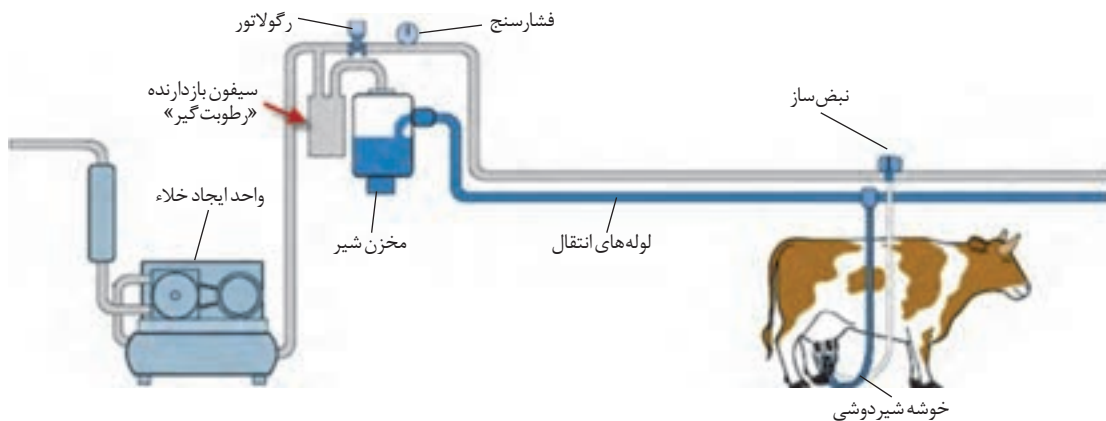 فشارسنج
رگولاتور
سیفون بازدارنده
«رطوبت‌گیر»
نبض‌ساز
واحد ایجاد خلاء
مخزن شیر
لوله‌های انتقال
خوشه شیردوشی